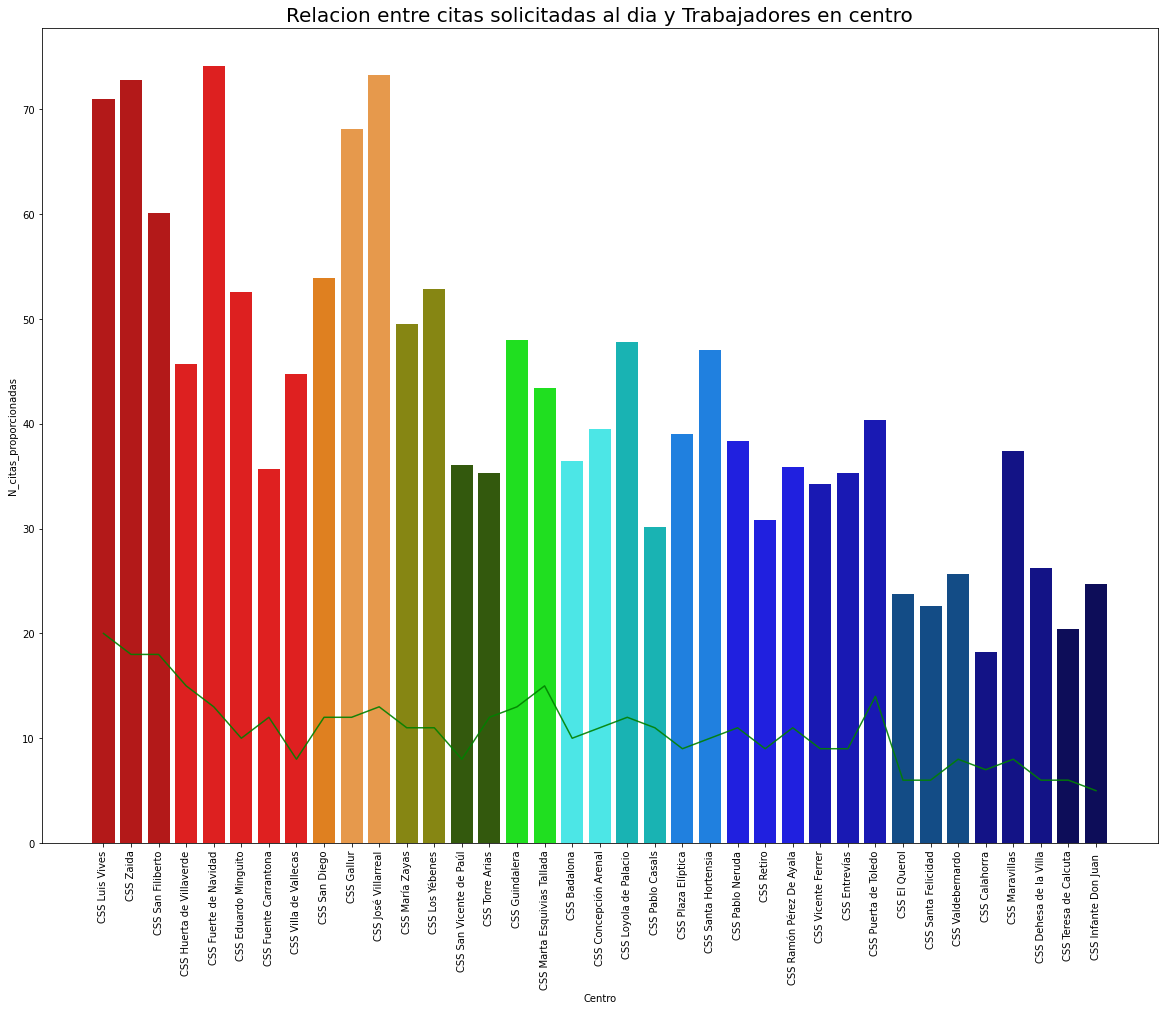 Relacion entre citas solicitadas al dia y Trabajadores en centro
N_citas_proporcionadas
70
60
50
40
30
20
10
0
CSS Luis Vives
CSS Zaida
CSS San Filiberto
CSS Huerta de Villaverde
CSS Fuerte de Navidad
CSS Eduardo Minguito
CSS Fuente Carrantona
CSS Villa de Vallecas
CSS San Diego
CSS Gallur
CSS José Villarreal
CSS María Zayas
CSS Los Yébenes
CSS San Vicente de Paúl
CSS Torre Arias
CSS Guindalera
CSS Marta Esquivias Tallada
CSS Badalona
CSS Concepción Arenal
CSS Loyola de Palacio
CSS Pablo Casals
CSS Plaza Elíptica
CSS Santa Hortensia
CSS Pablo Neruda
CSS Retiro
CSS Ramón Pérez De Ayala
CSS Vicente Ferrer
CSS Entrevías
CSS Puerta de Toledo
CSS El Querol
CSS Santa Felicidad
CSS Valdebernardo
CSS Calahorra
CSS Maravillas
CSS Dehesa de la Villa
CSS Teresa de Calcuta
CSS Infante Don Juan
Centro